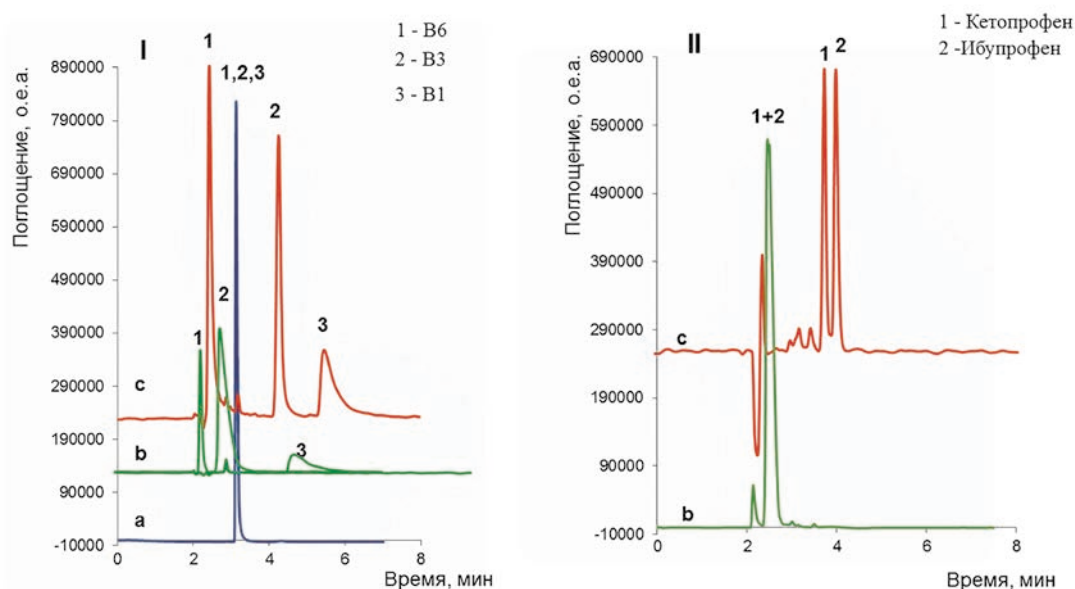 I
1 - B6
2 - B3
3 - B1
Поглощение, о.е.а.
890000
790000
690000
590000
490000
390000
290000
190000
90000
-10000
1
1,2,3
2
1
2
3
3
c
b
a
0
2
4
6
8
Время, мин
II
1 - Кетопрофен
2 -Ибупрофен
Поглощение, о.е.а.
690000
590000
490000
390000
290000
190000
90000
-10000
1 2
1+2
c
b
0
2
4
6
8
Время, мин